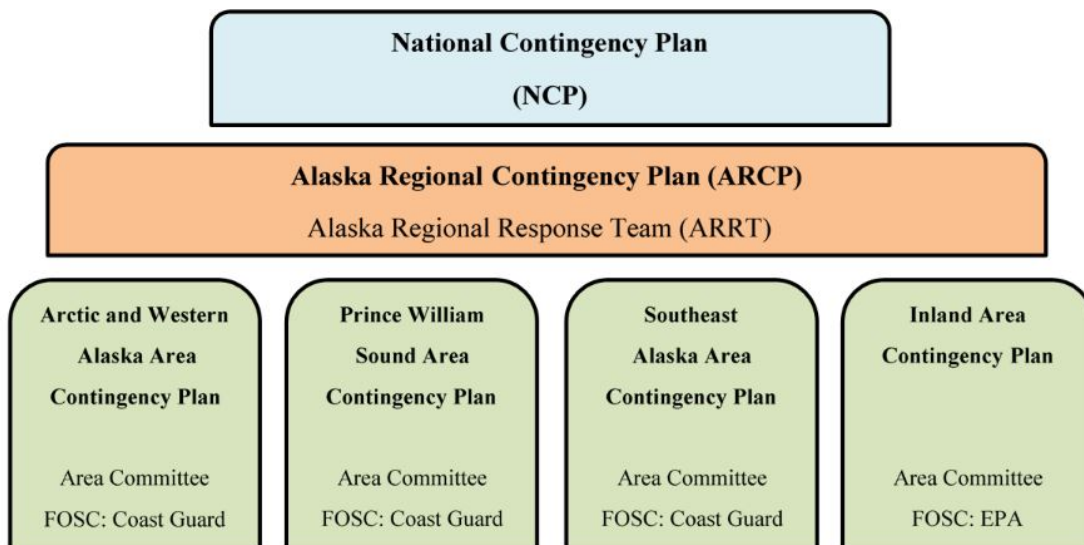 National Contingency Plan
(NCP)
Alaska Regional Contingency Plan (ARCP)
Alaska Regional Response Team (ARRT)
Arctic and Western
Alaska Area
Contingency Plan
Area Committee
FOSC: Coast Guard
Prince William
Sound Area
Contingency Plan
Area Committee
FOSC: Coast Guard
Southeast
Alaska Area
Contingency Plan
Area Committee
FOSC: Coast Guard
Inland Area
Contingency Plan
Area Committee
FOSC: EPA